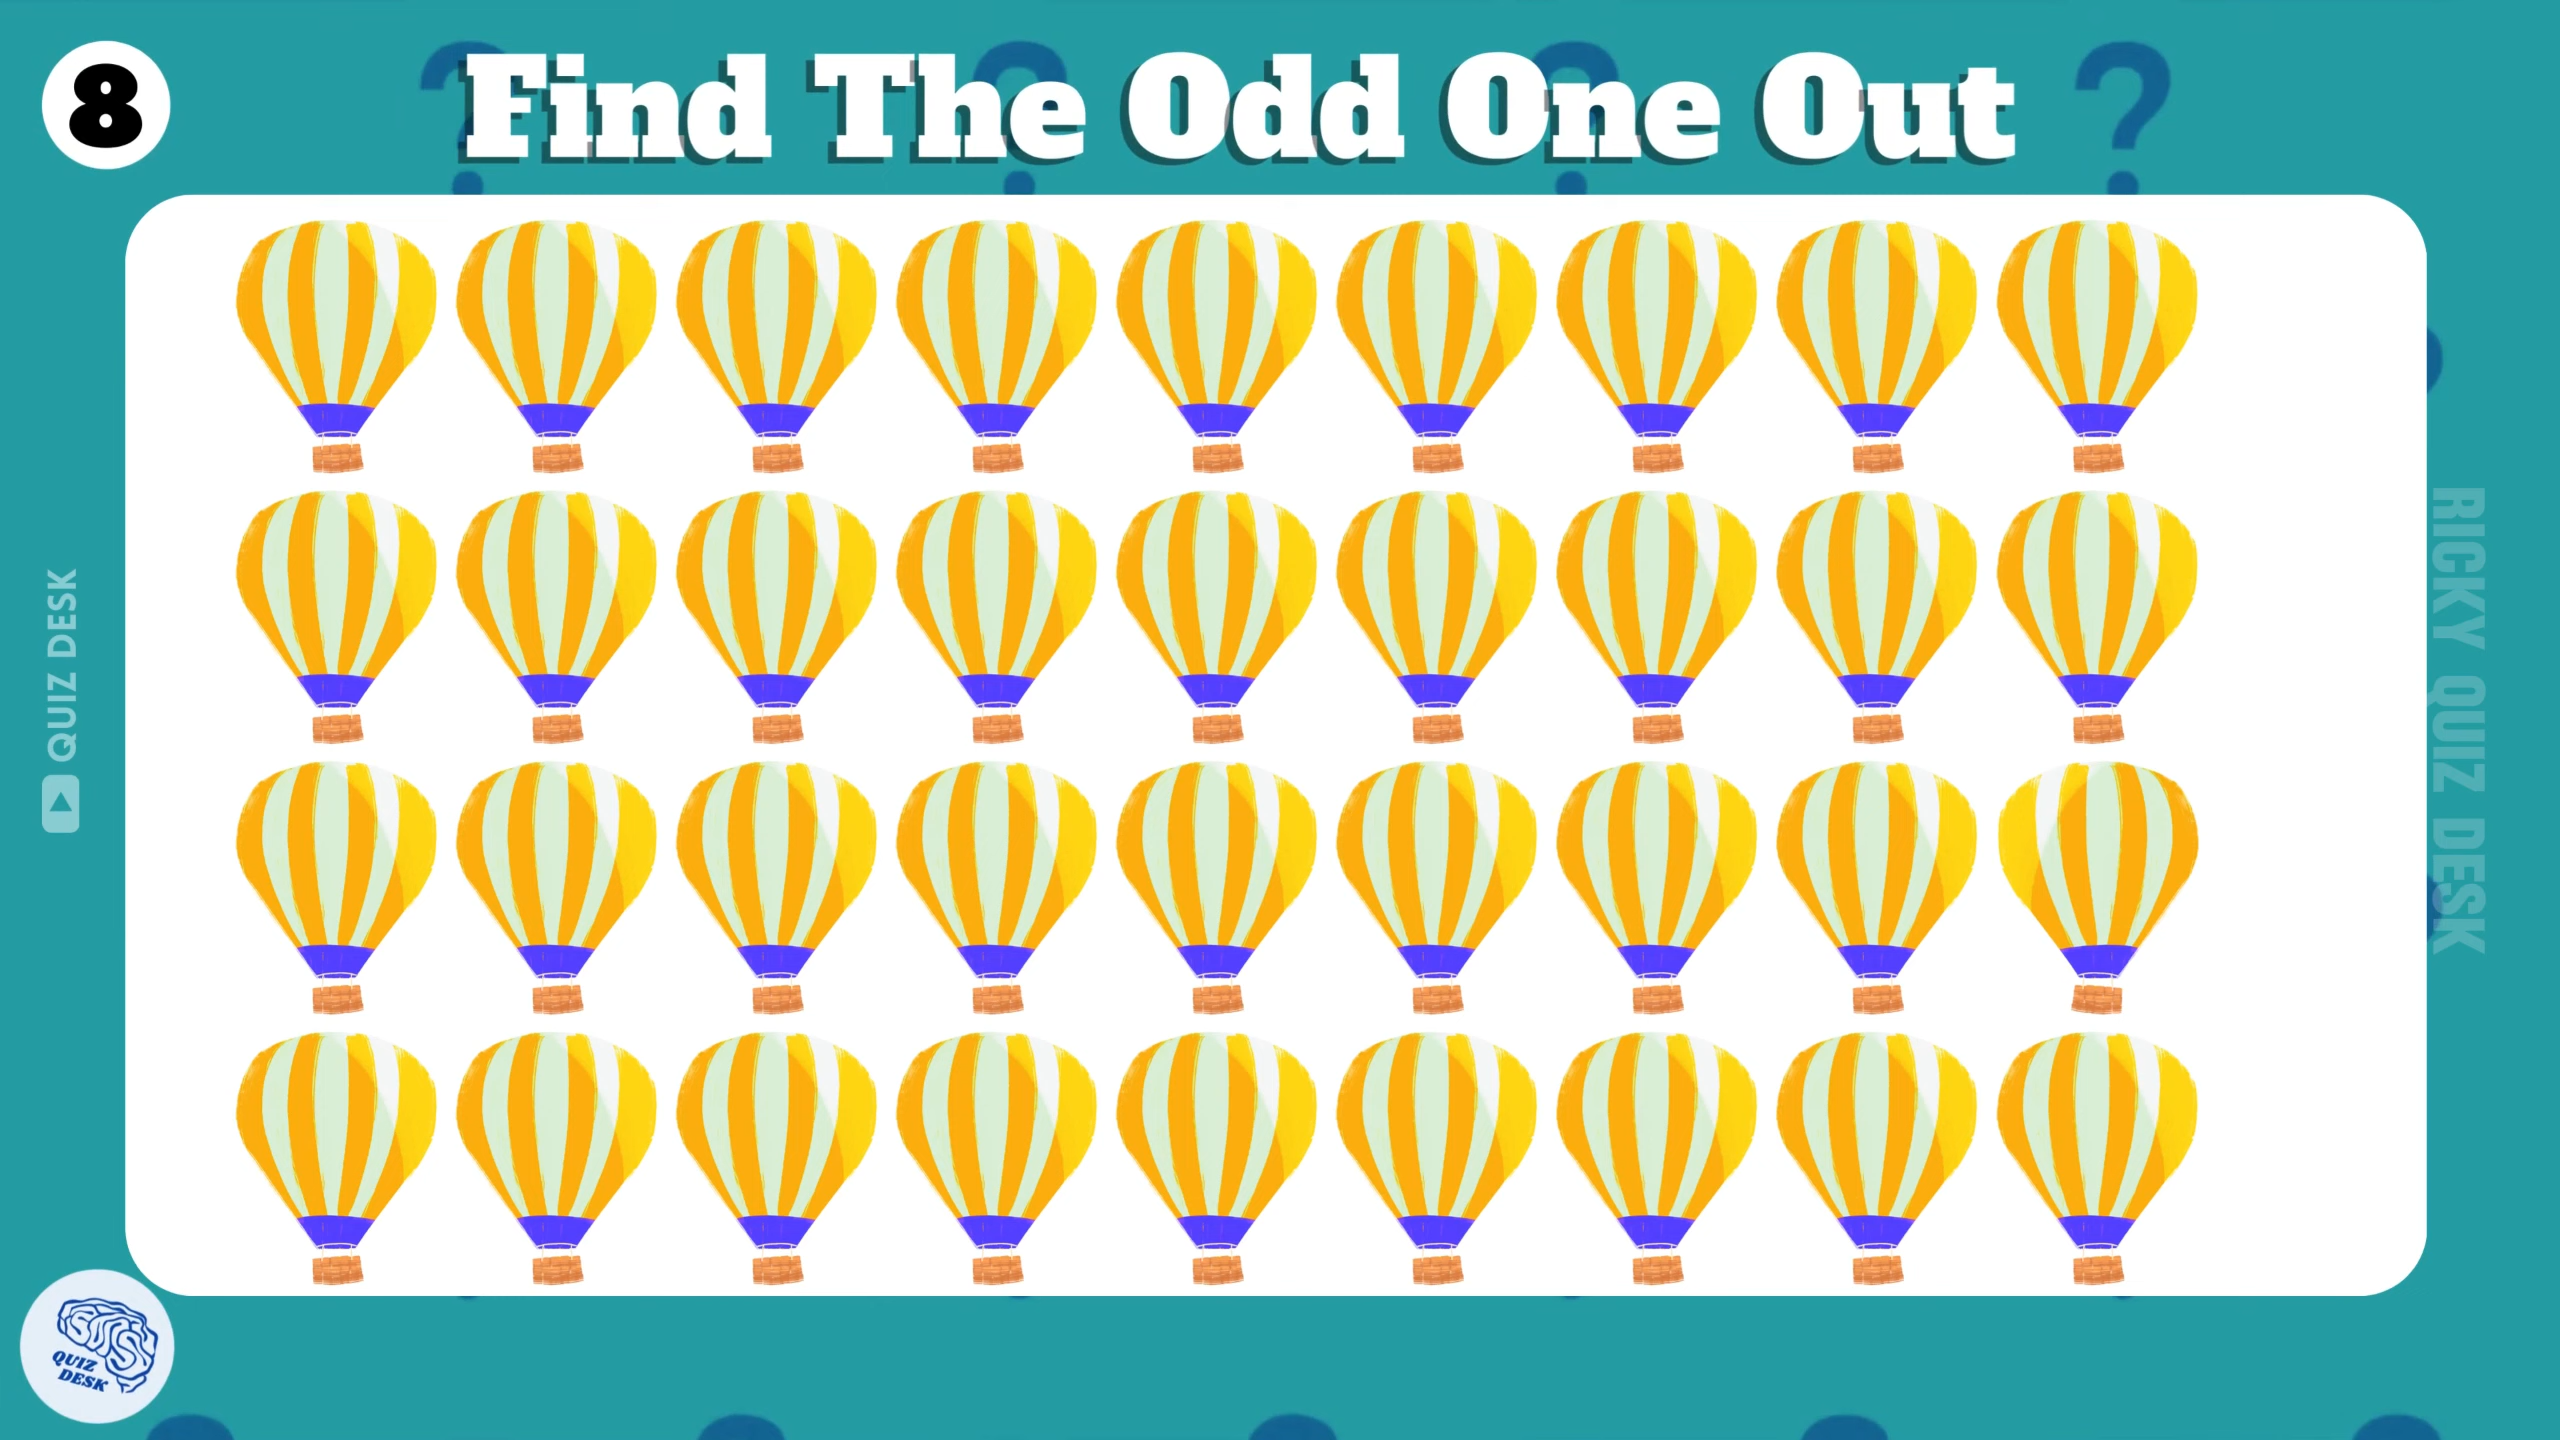 8
Find The Odd One Out
QUIZ DESK
RICKY QUIZ DESK
QUIZ
DESK